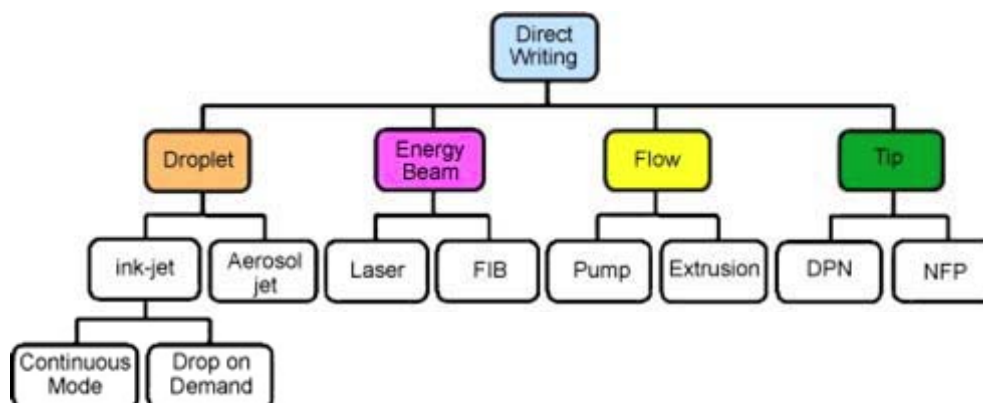 Direct
Writing
Droplet
Energy
Beam
Flow
Tip
ink-jet
Aerosol
jet
Laser
FIB
Pump
Extrusion
DPN
NFP
Continuous
Mode
Drop on
Demand